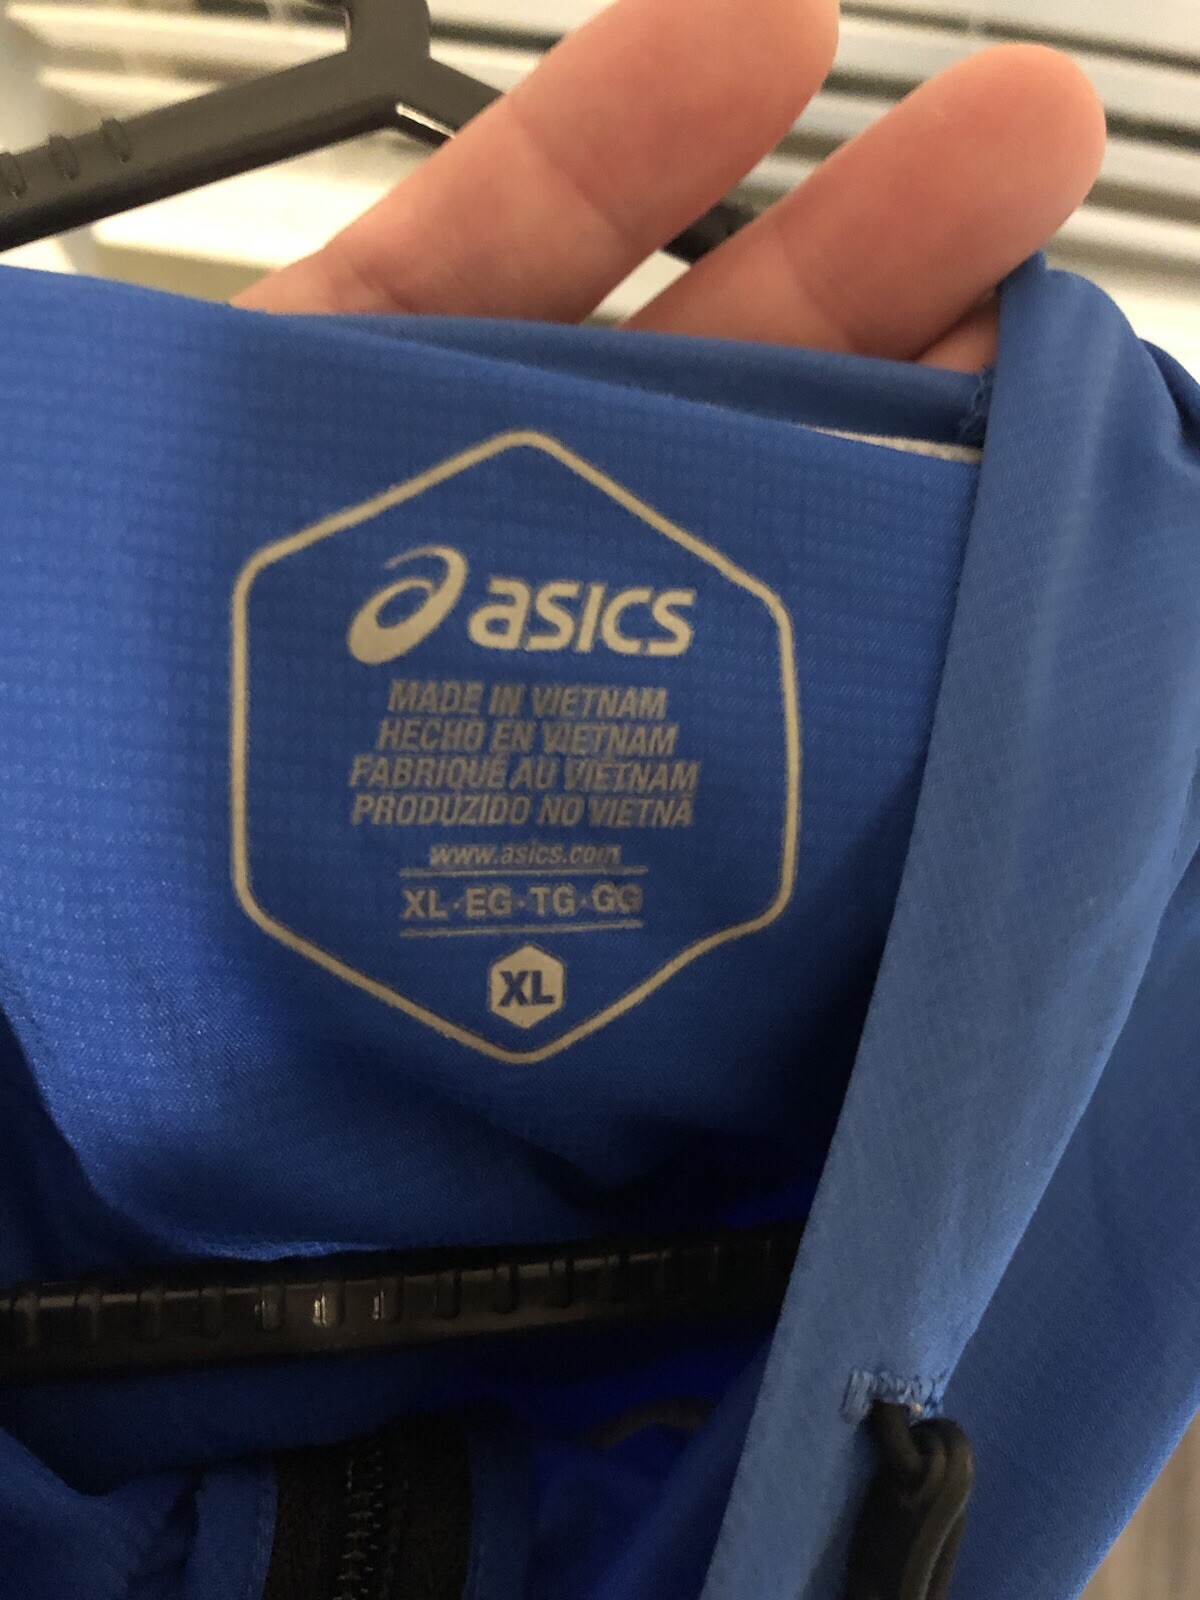 asics
MADE IN VIETNAM
HECHO EN VIETNAM
FABRIQUÉ AU VIETNAM
PRODUZIDO NO VIETNÃ
www.asics.com
XL·EG·TG·GG
XL